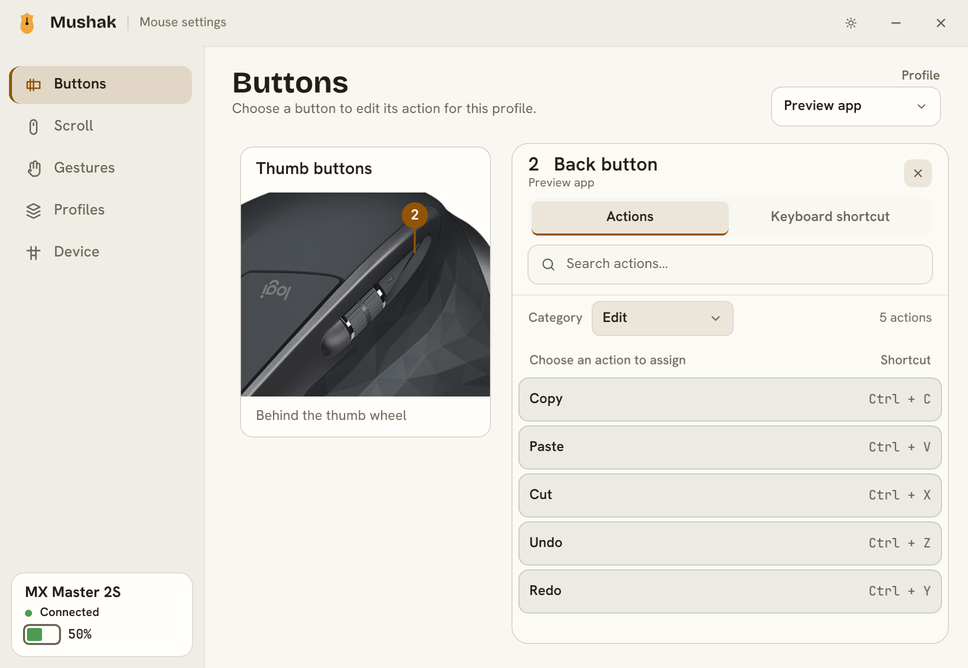 Mushak
Mouse settings
Buttons
Scroll
Gestures
Profiles
Device
MX Master 2S
Connected
50%
Buttons
Choose a button to edit its action for this profile.
Profile
Preview app
Thumb buttons
2
logi
Behind the thumb wheel
2 Back button
Preview app
Actions
Keyboard shortcut
Search actions...
Category
Edit
5 actions
Choose an action to assign
Shortcut
Copy Ctrl + C
Paste Ctrl + V
Cut Ctrl + X
Undo Ctrl + Z
Redo Ctrl + Y